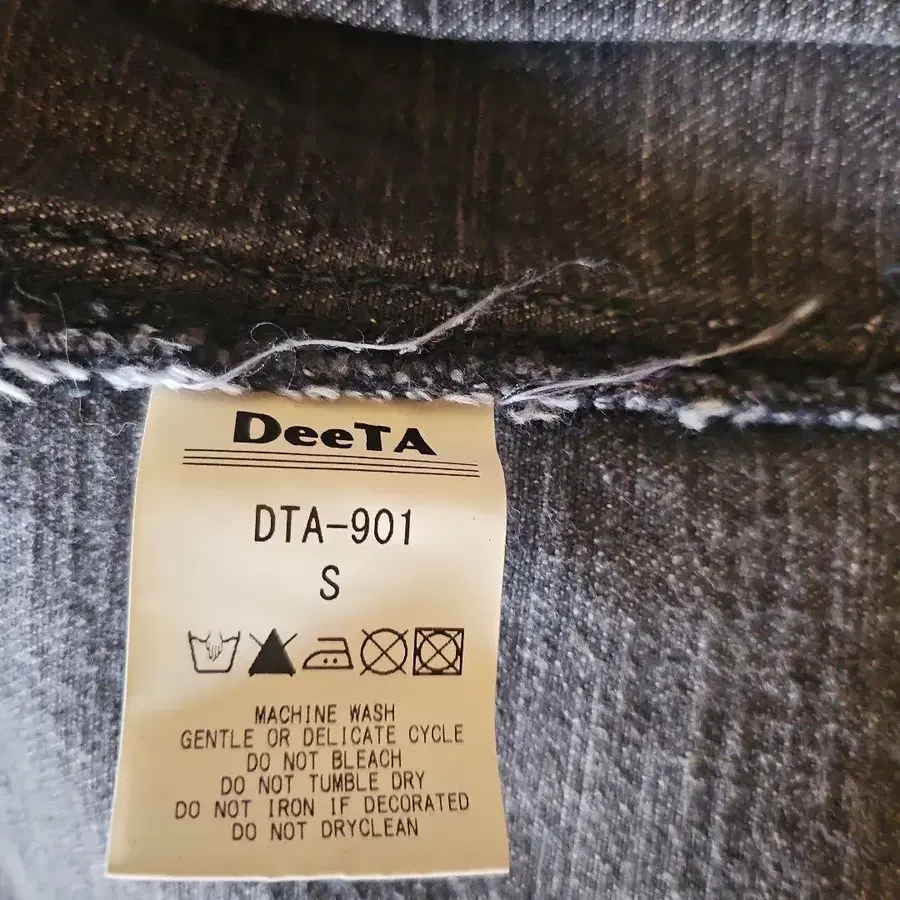 DeeTA
DTA-901
S
MACHINE WASH
GENTLE OR DELICATE CYCLE
DO NOT BLEACH
DO NOT TUMBLE DRY
DO NOT IRON IF DECORATED
DO NOT DRYCLEAN